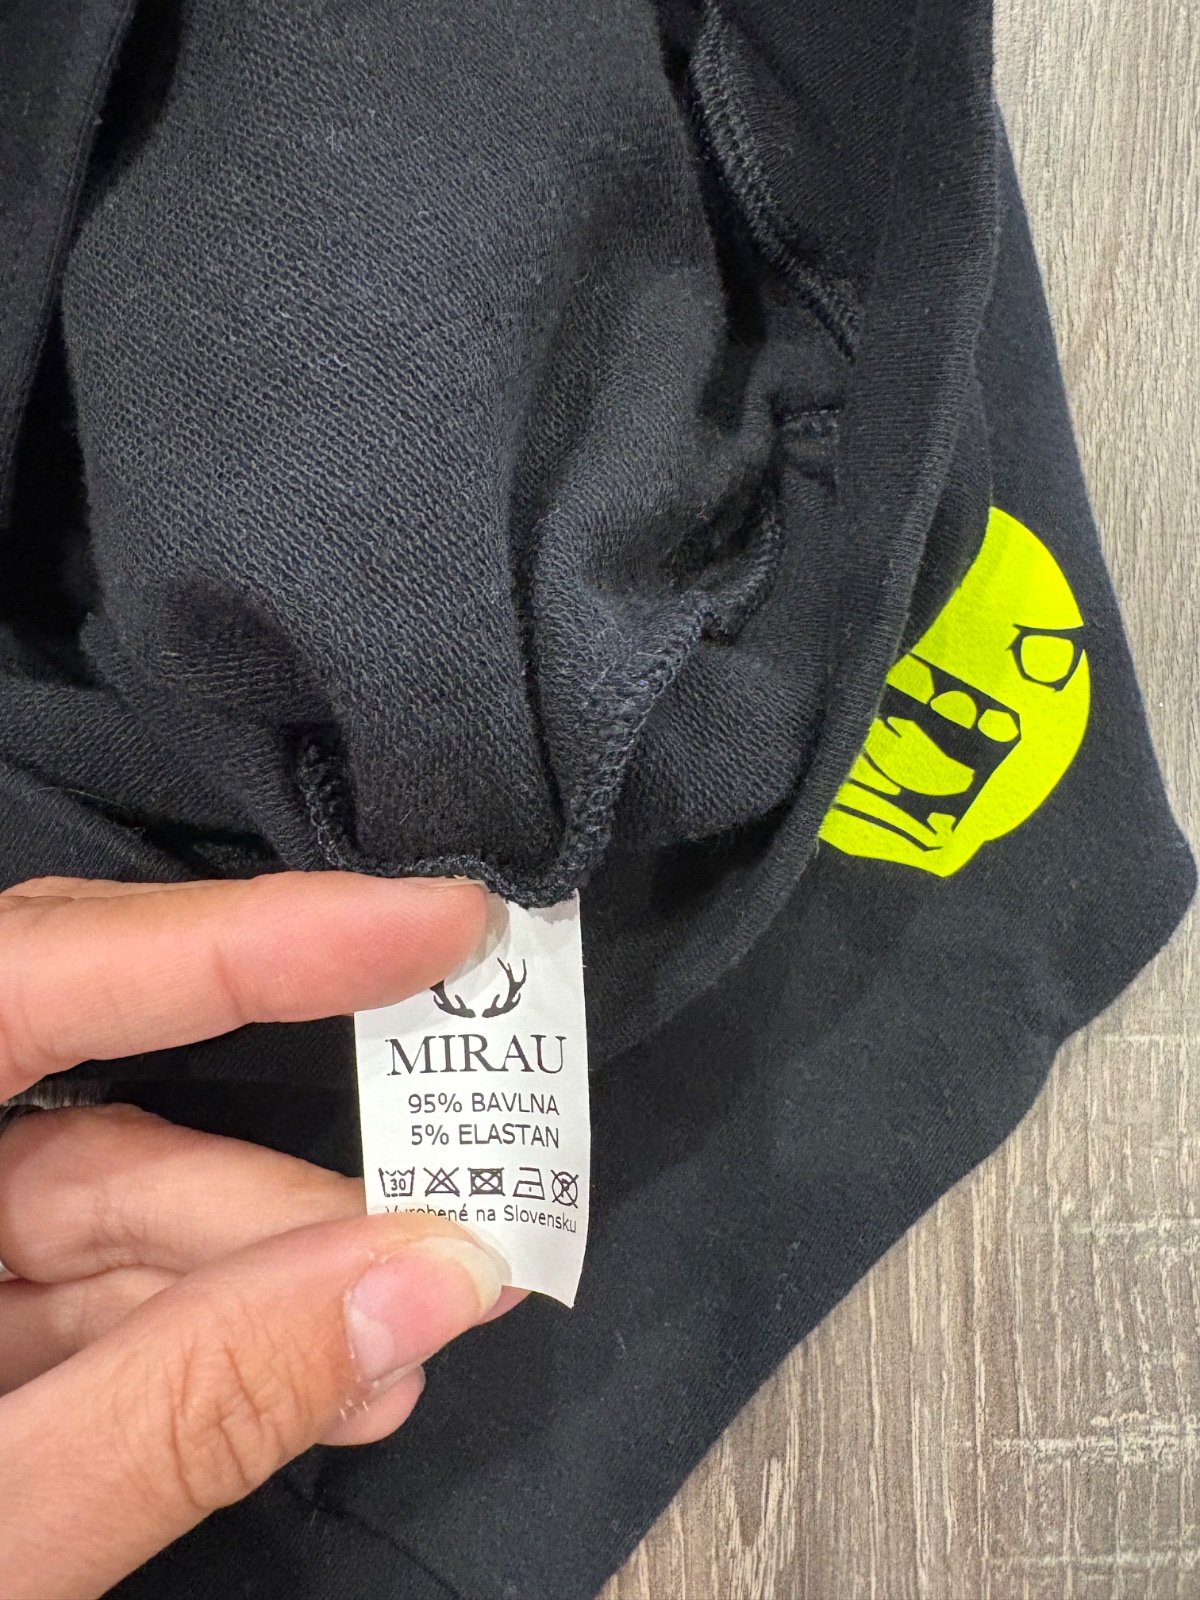 MIRAU
95% BAVLNA
5% ELASTAN
30 P
Vyrobené na Slovensku